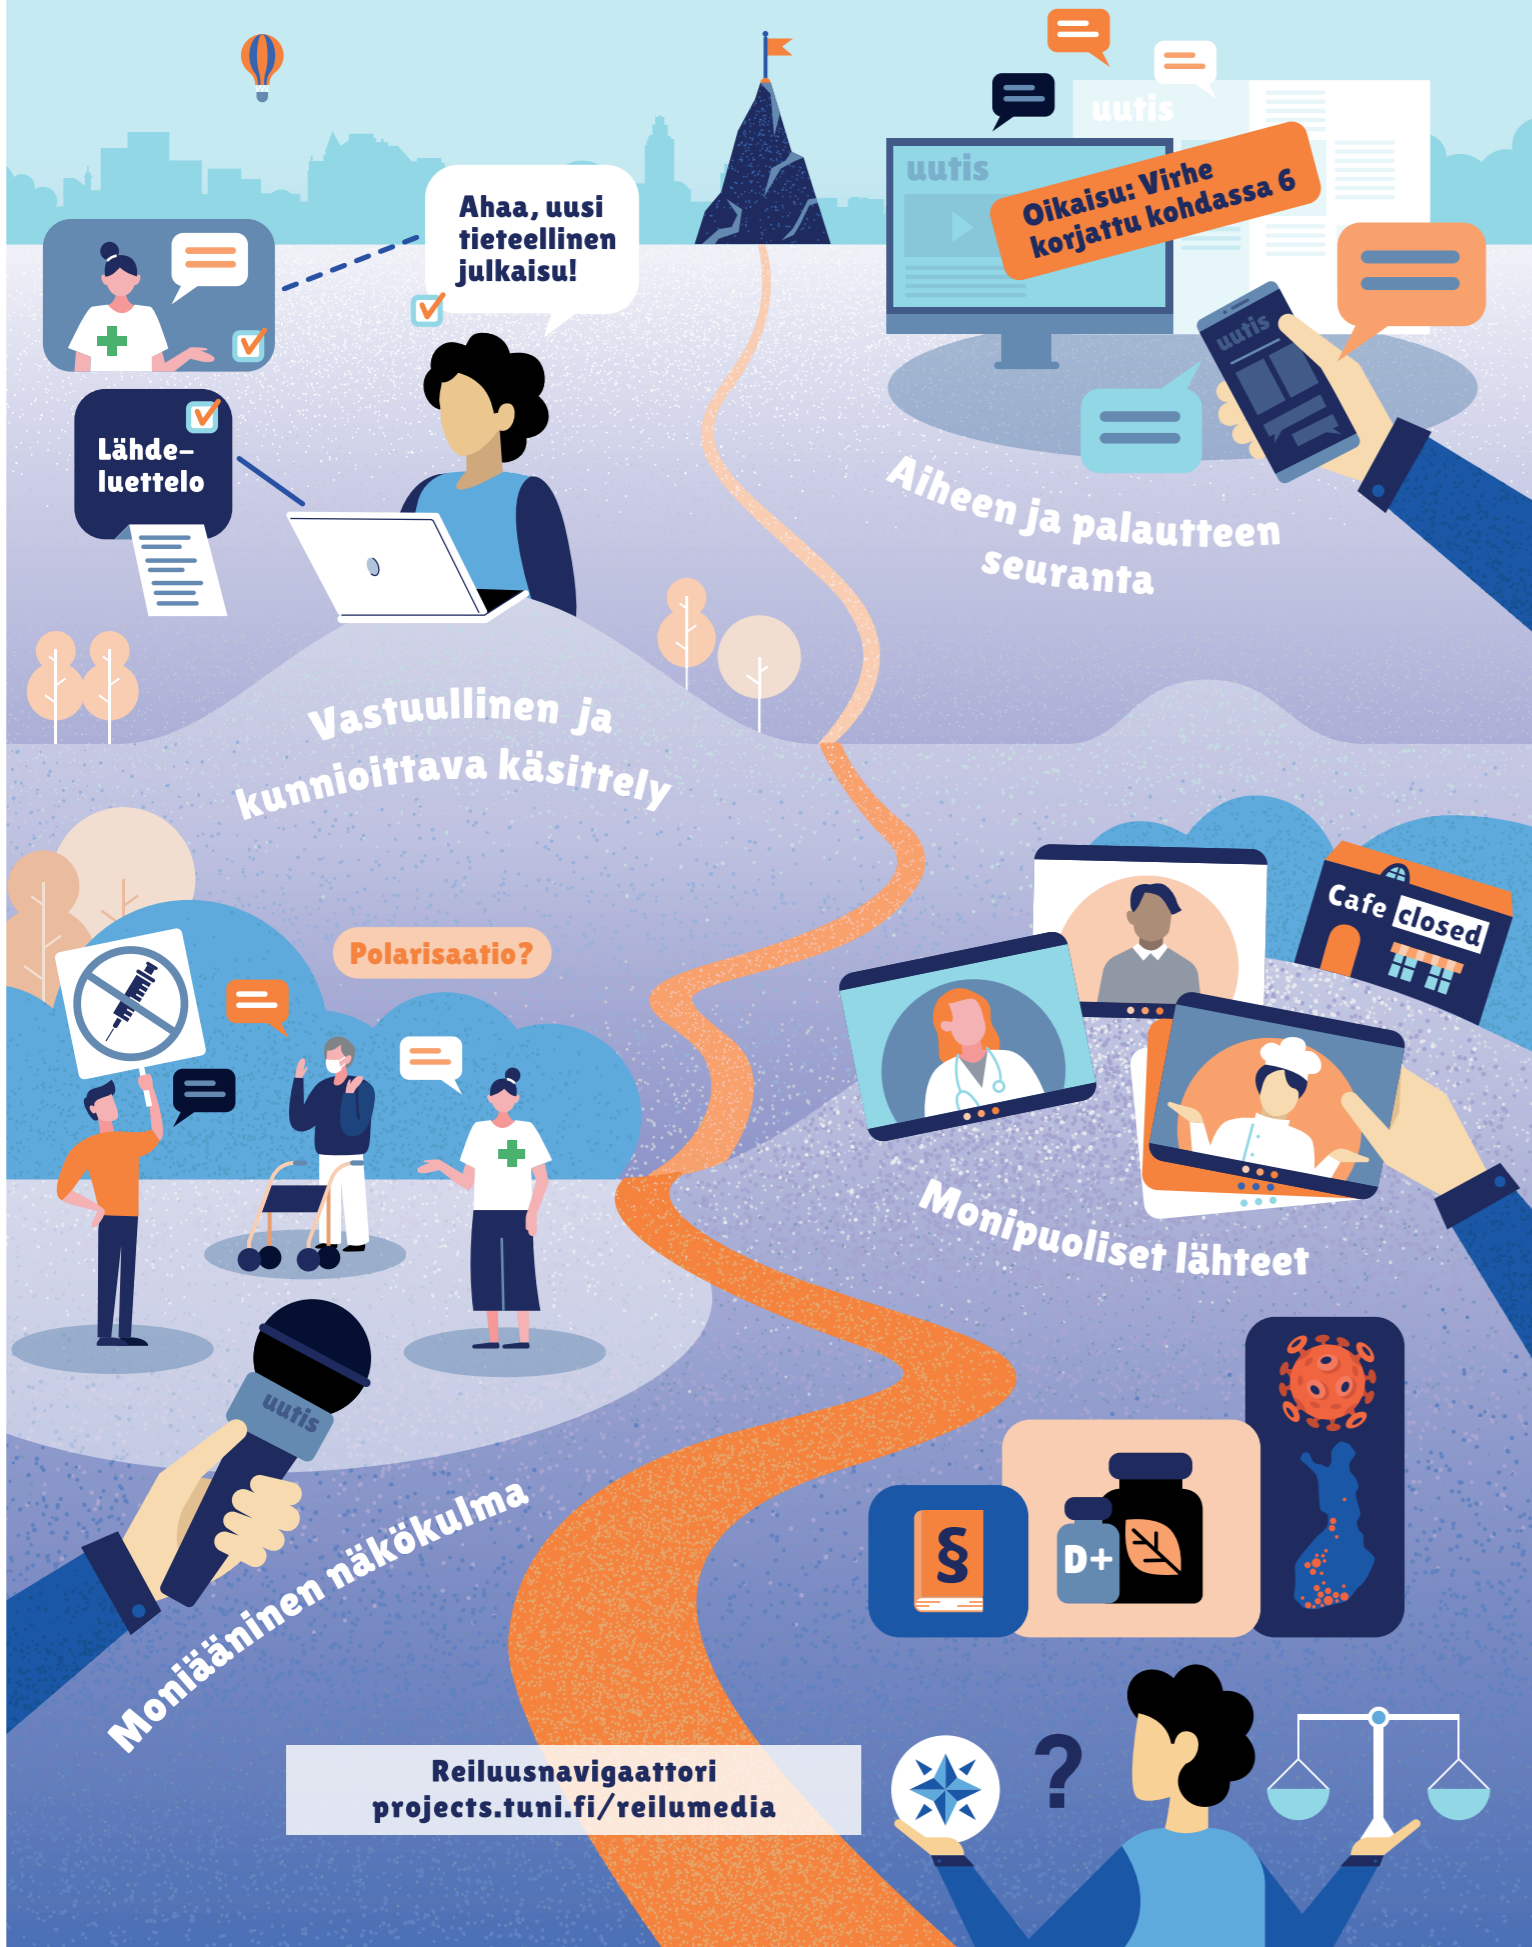 uutis
uutis
Oikaisu: Virhe
korjattu kohdassa 6
Ahaa, uusi
tieteellinen
julkaisu!
uutis
Lähde-
luettelo
Aiheen ja palautteen
seuranta
Vastuullinen ja
kunnioittava käsittely
Cafe closed
Polarisaatio?
Monipuoliset lähteet
uutis
Moniääninen näkökulma
§
D+
?
Reiluusnavigaattori
projects.tuni.fi/reilumedia